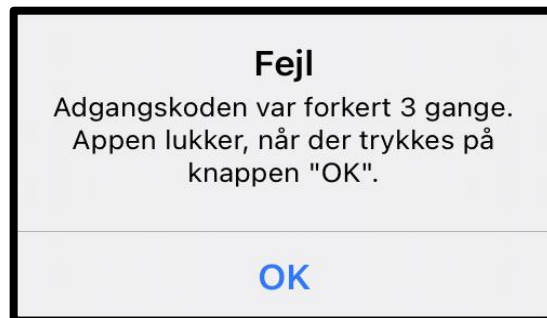 Fejl
Adgangskoden var forkert 3 gange.
Appen lukker, når der trykkes på
knappen "OK".
OK